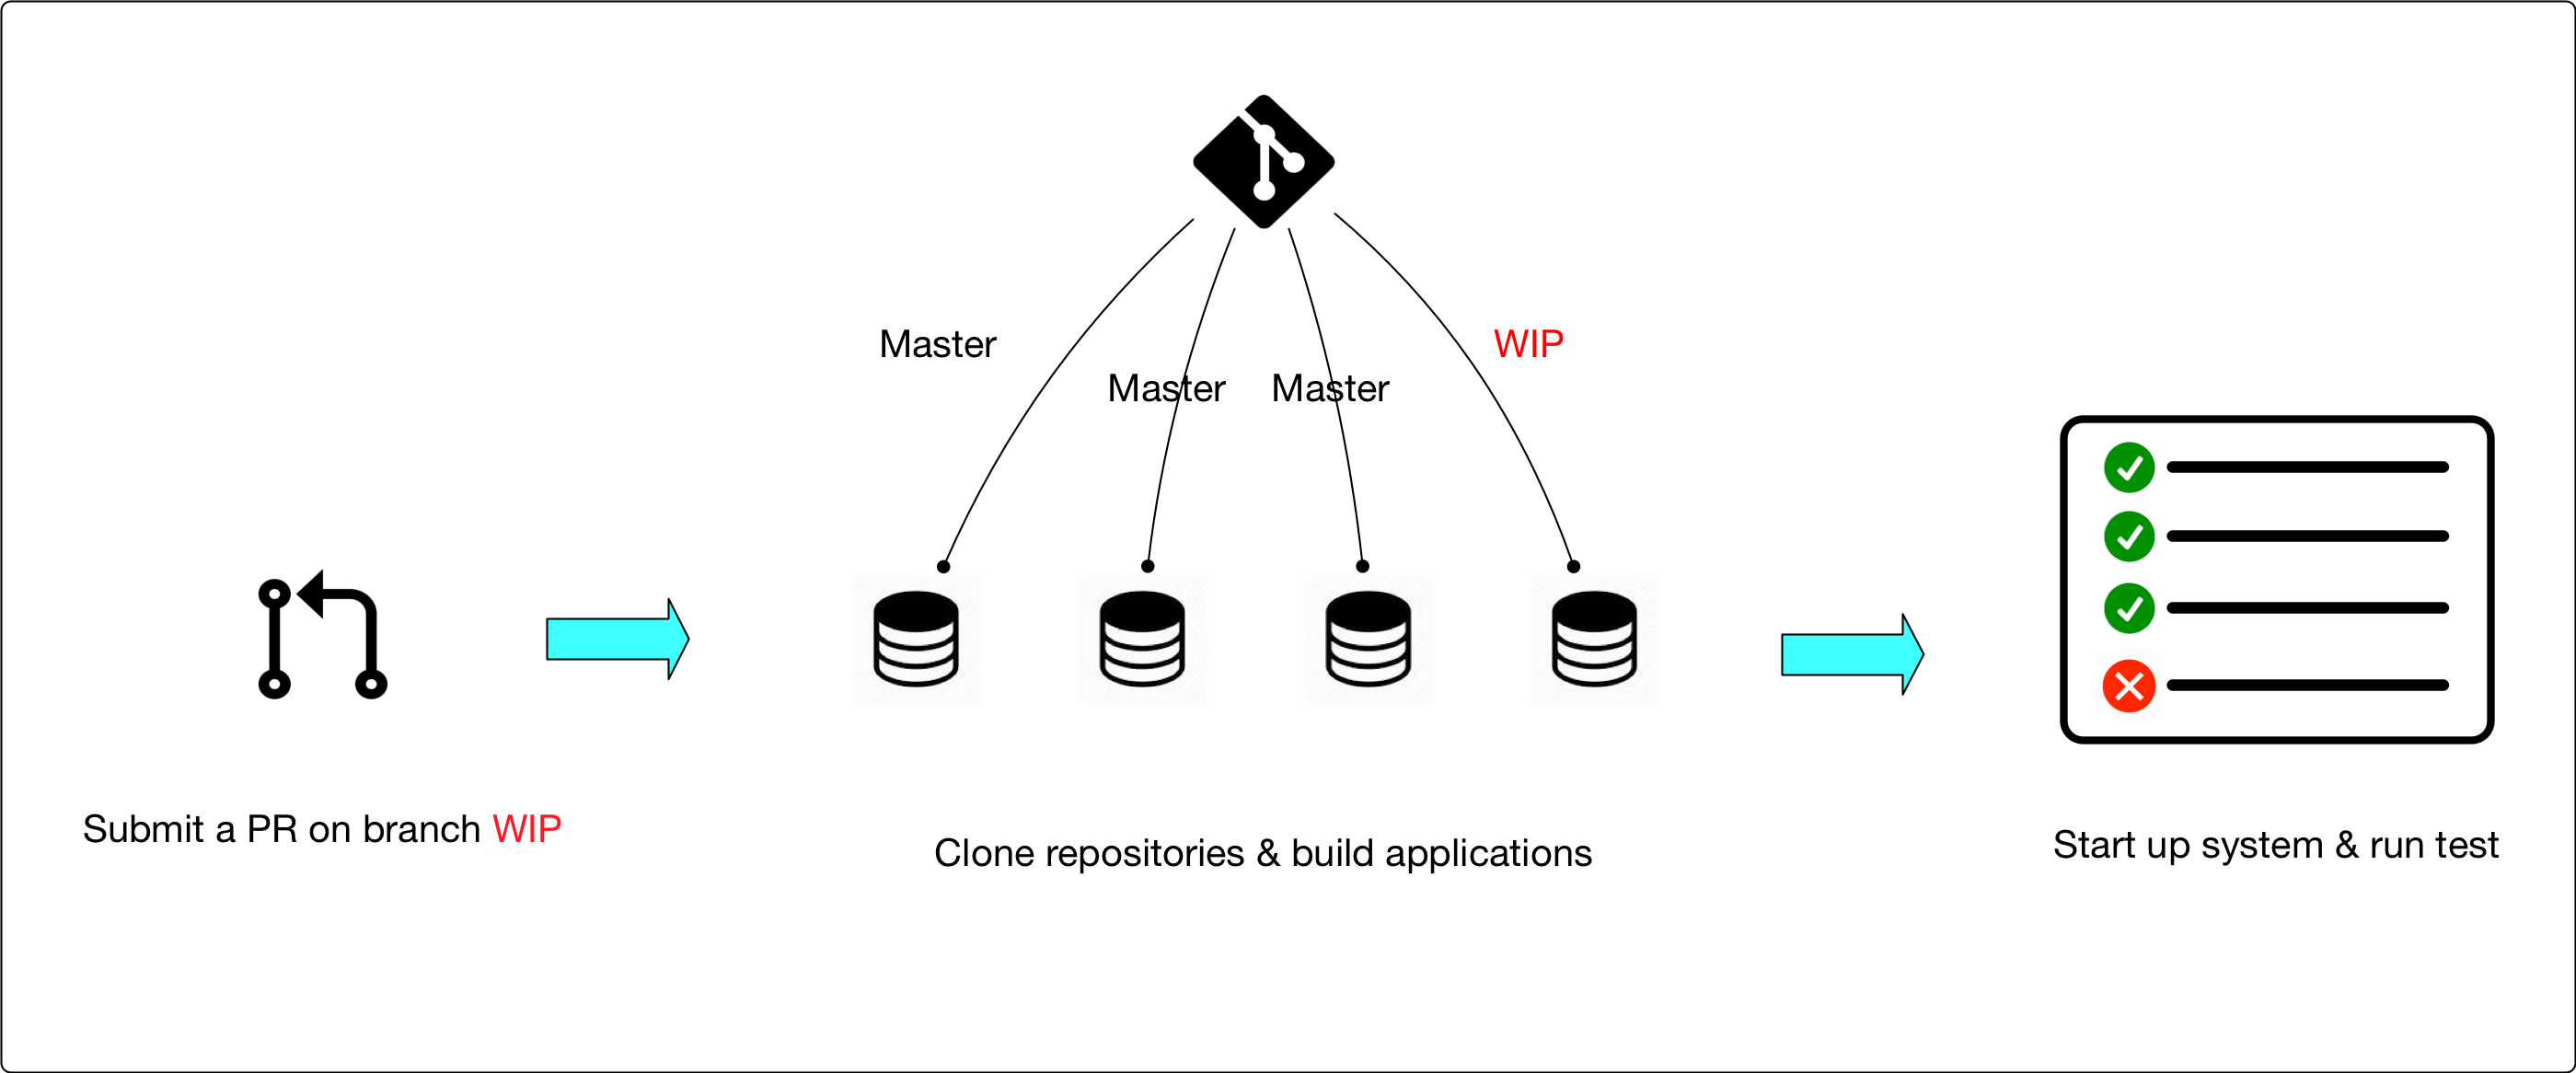 Master
WIP
Master
Master
Submit a PR on branch WIP
Clone repositories & build applications
Start up system & run test